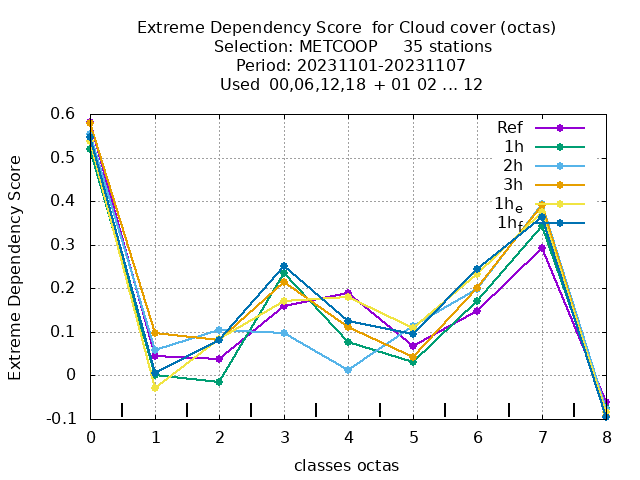 Extreme Dependency Score  for Cloud cover (octas)
Selection: METCOOP     35 stations
Period: 20231101-20231107
Used  00,06,12,18  + 01 02 ... 12
Extreme Dependency Score
0.6
0.5
0.4
0.3
0.2
0.1
0
-0.1
Ref
1h
2h
3h
1hₑ
1h_f
0 1 2 3 4 5 6 7 8
classes octas